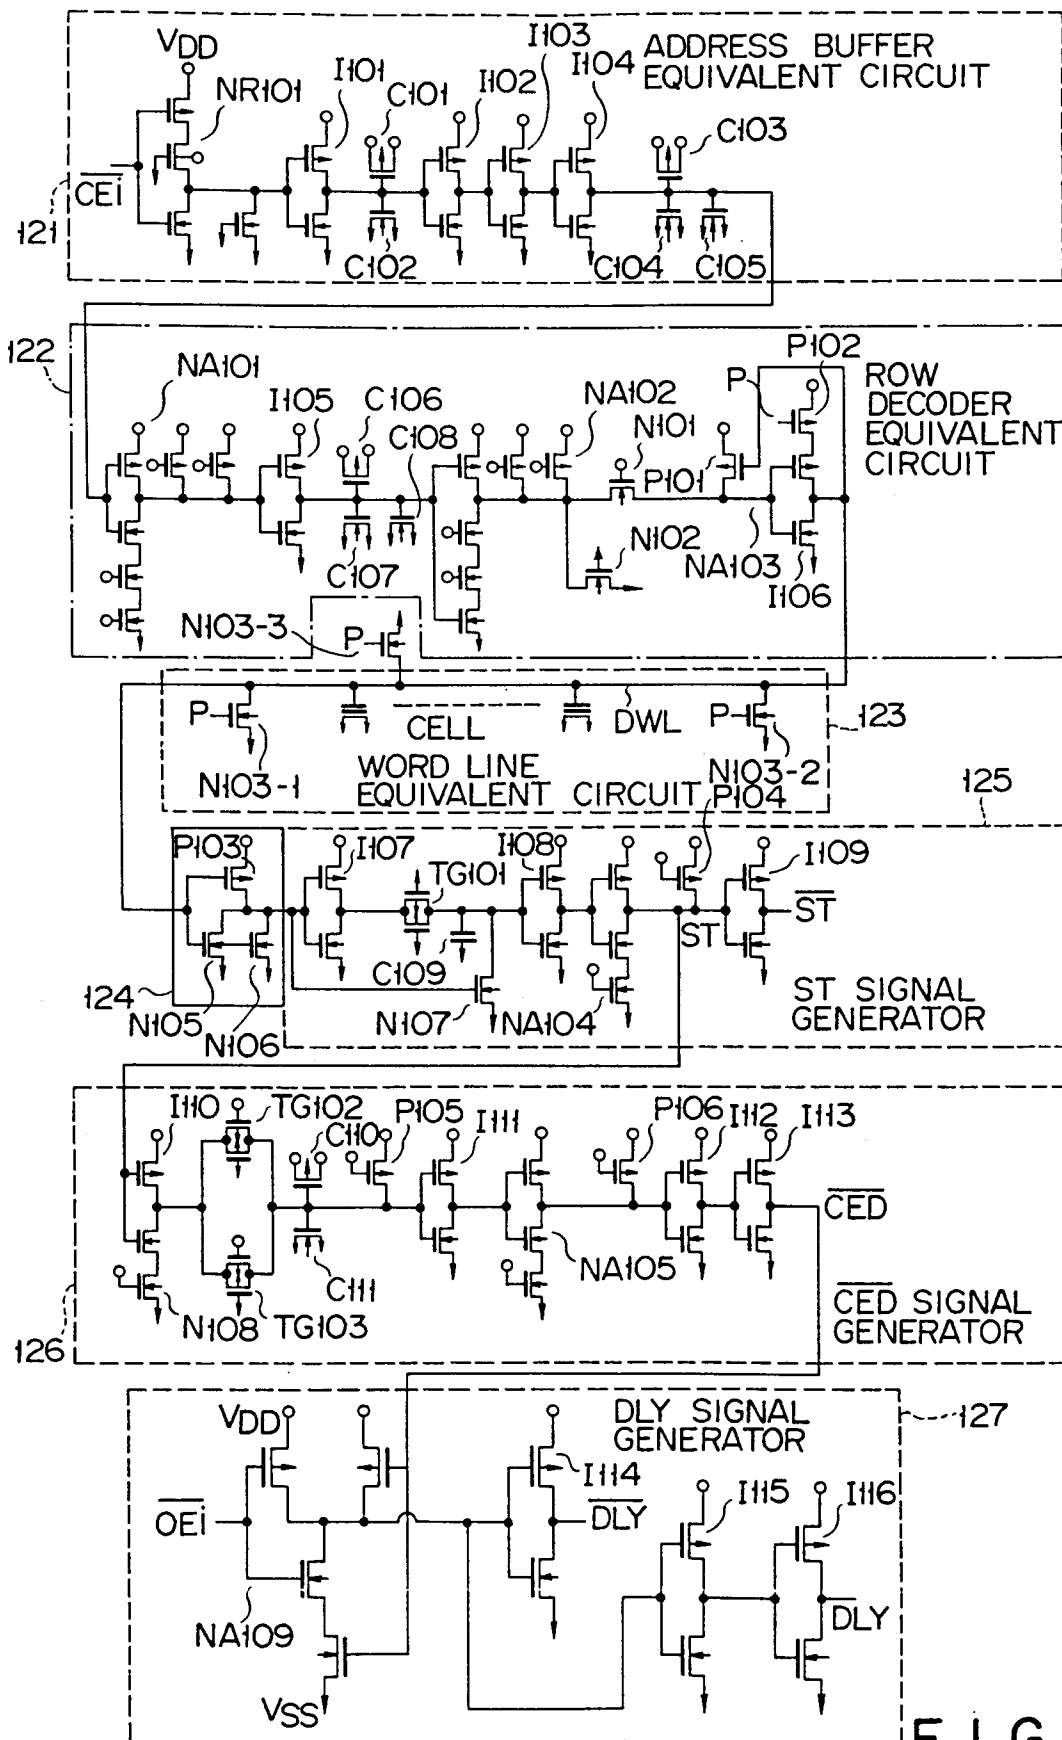 VDD
NR101
I101
C101
I102
I103
I104
ADDRESS BUFFER
EQUIVALENT CIRCUIT
C103
CEi
121
C102
C104
C105
122
NA101
I105
C106
C108
NA102
N101
P
P102
ROW
DECODER
EQUIVALENT
CIRCUIT
P101
N102
C107
NA103
I106
N103-3
P
P
CELL
DWL
P
123
N103-1
WORD LINE
EQUIVALENT CIRCUIT
N103-2
P104
125
P103
I107
TG101
I108
I109
ST
ST
C109
124
N105
N106
N107
NA104
ST SIGNAL
GENERATOR
I110
TG102
C110
P105
I111
P106
I112
I113
CED
NA105
C111
N108
TG103
126
CED SIGNAL
GENERATOR
VDD
DLY SIGNAL
GENERATOR
127
I114
OEi
DLY
I115
I116
NA109
DLY
VSS
FIG